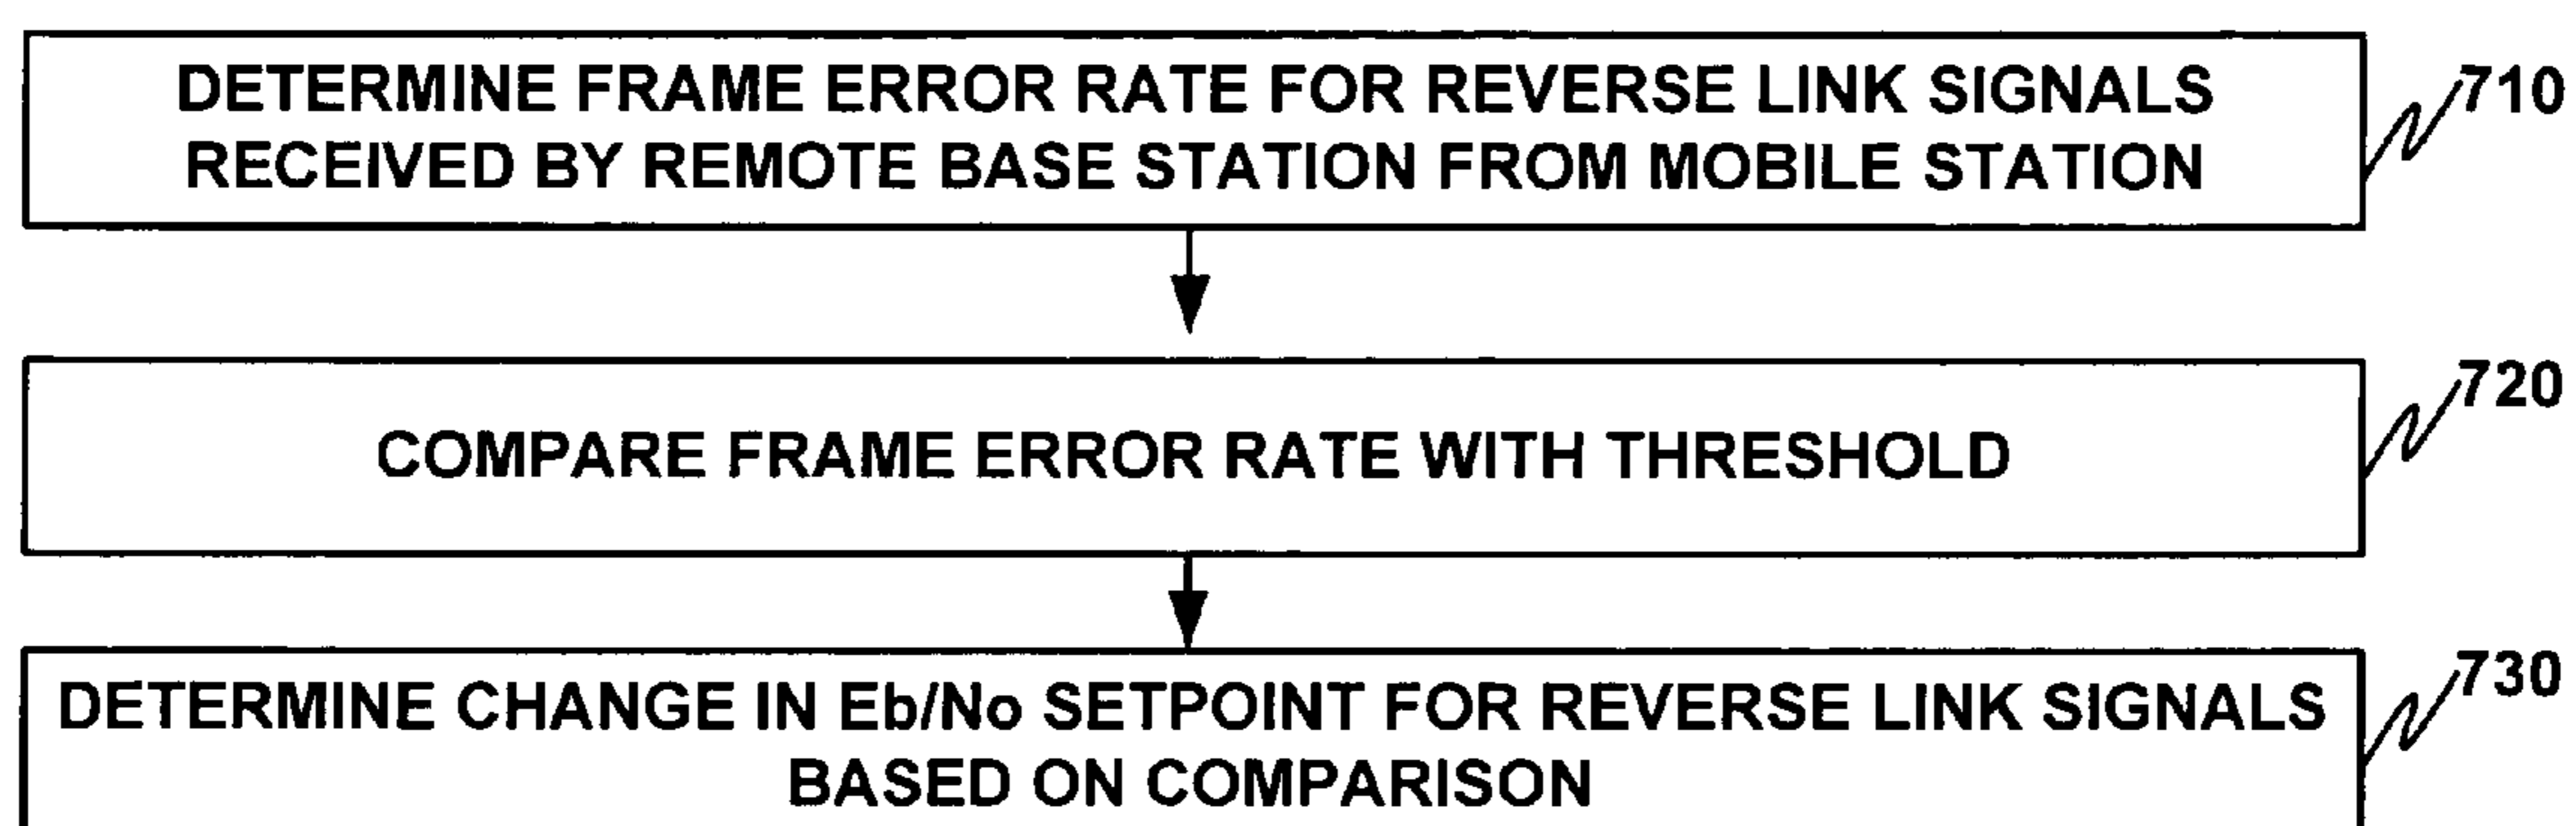 DETERMINE FRAME ERROR RATE FOR REVERSE LINK SIGNALS
RECEIVED BY REMOTE BASE STATION FROM MOBILE STATION
710
COMPARE FRAME ERROR RATE WITH THRESHOLD
720
DETERMINE CHANGE IN Eb/No SETPOINT FOR REVERSE LINK SIGNALS
BASED ON COMPARISON
730